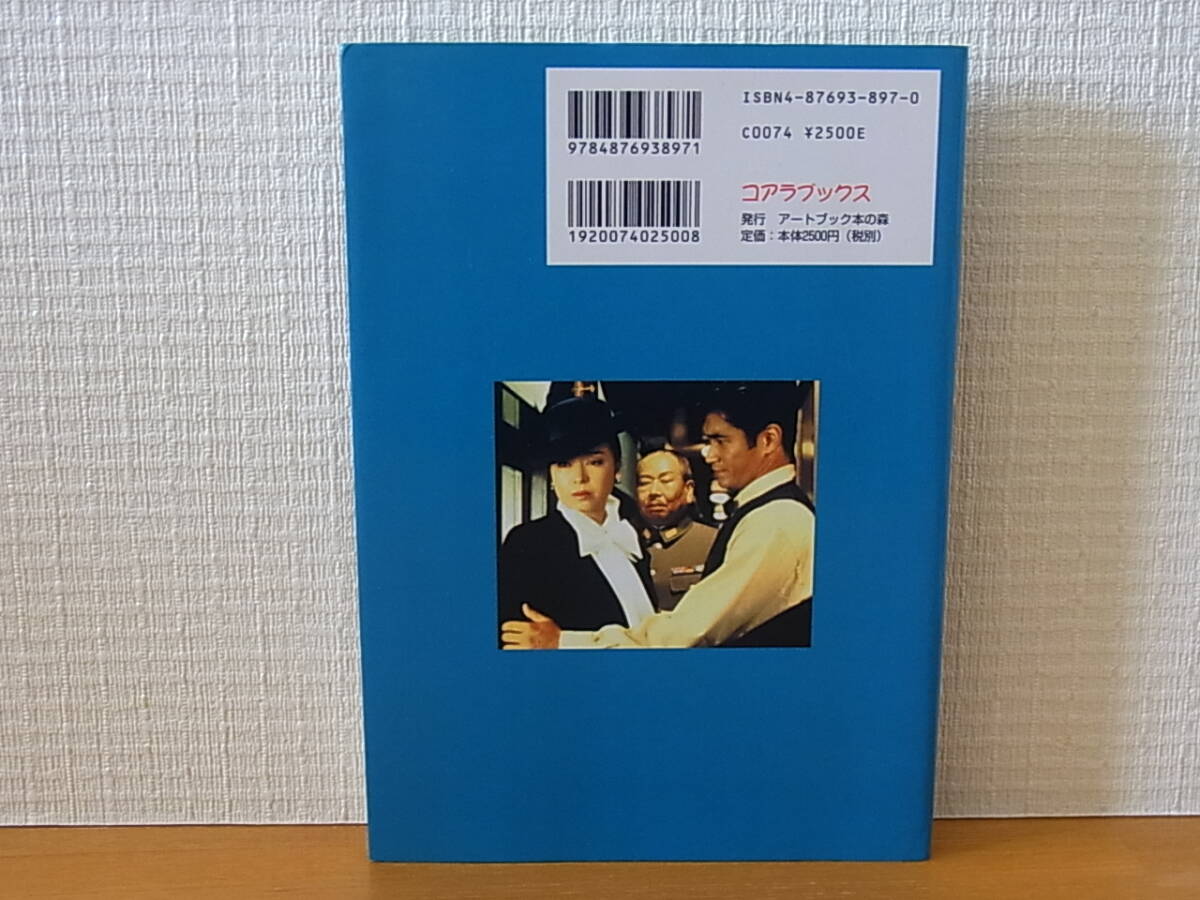 ISBN4-87693-897-0
C0074 ¥2500E
9784876938971
コアラブックス
発行 アートブック本の森
定価：本体2500円（税別）
1920074025008